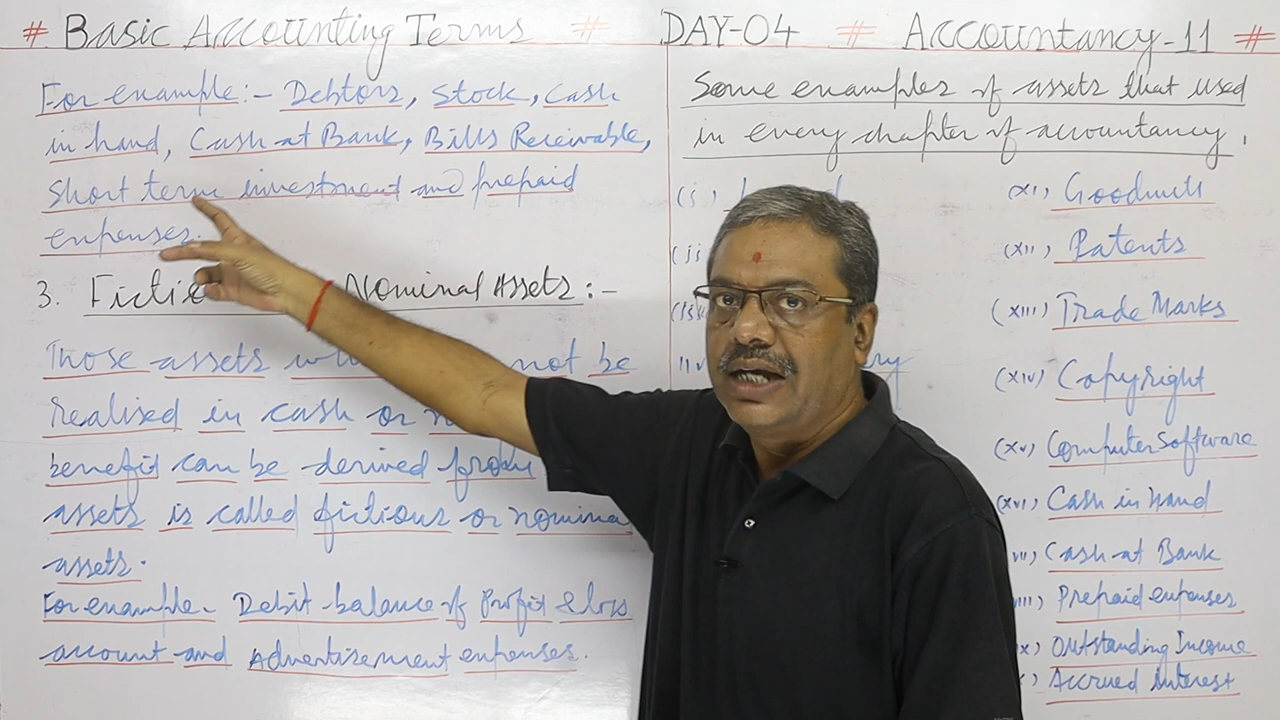 # Basic Accounting Terms # DAY-04 # Accountancy-11 #
For example:- Debtors, Stock, Cash
in hand, Cash at Bank, Bills Receivable,
Short term investment and prepaid
expenses.
3. Nominal Assets:-
Those assets not be
realised in cash or
benefit can be derived from
assets is called fictious or nominal
assets.
For example- Debit balance of Profit & loss
account and Advertisement expenses.
Some examples of assets that used
in every chapter of accountancy.
(i)
(xi) Goodwill
(xii) Patents
(xiii) Trade Marks
(xiv) Copyright
(xv) Computer Software
(xvi) Cash in hand
Cash at Bank
Prepaid expenses
Outstanding Income
Accrued Interest